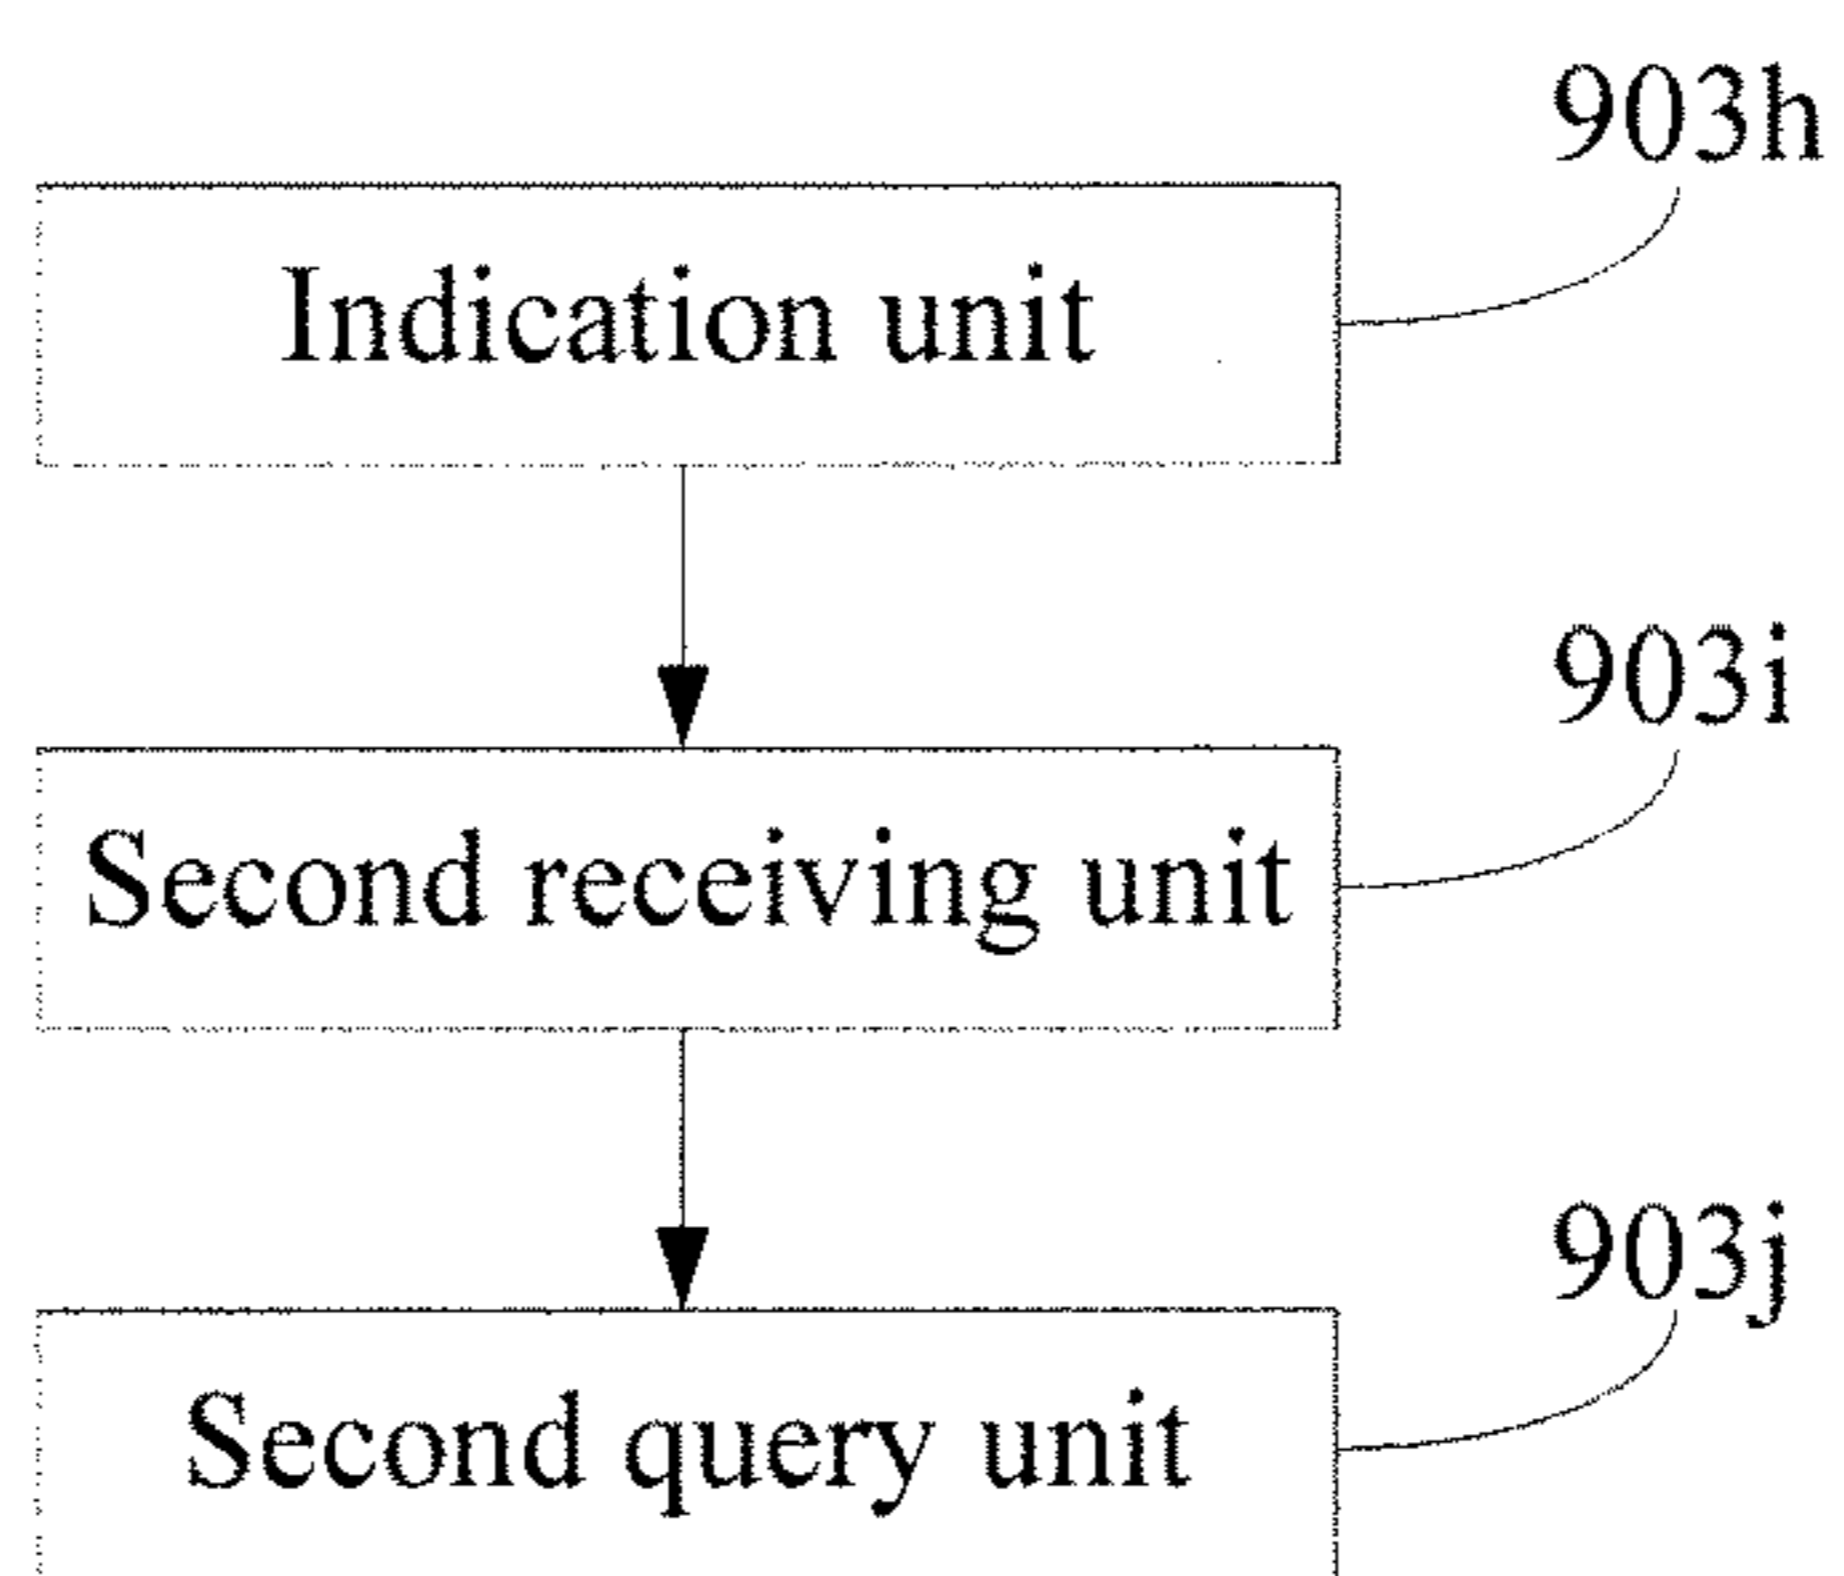 903h
Indication unit
903i
Second receiving unit
903j
Second query unit